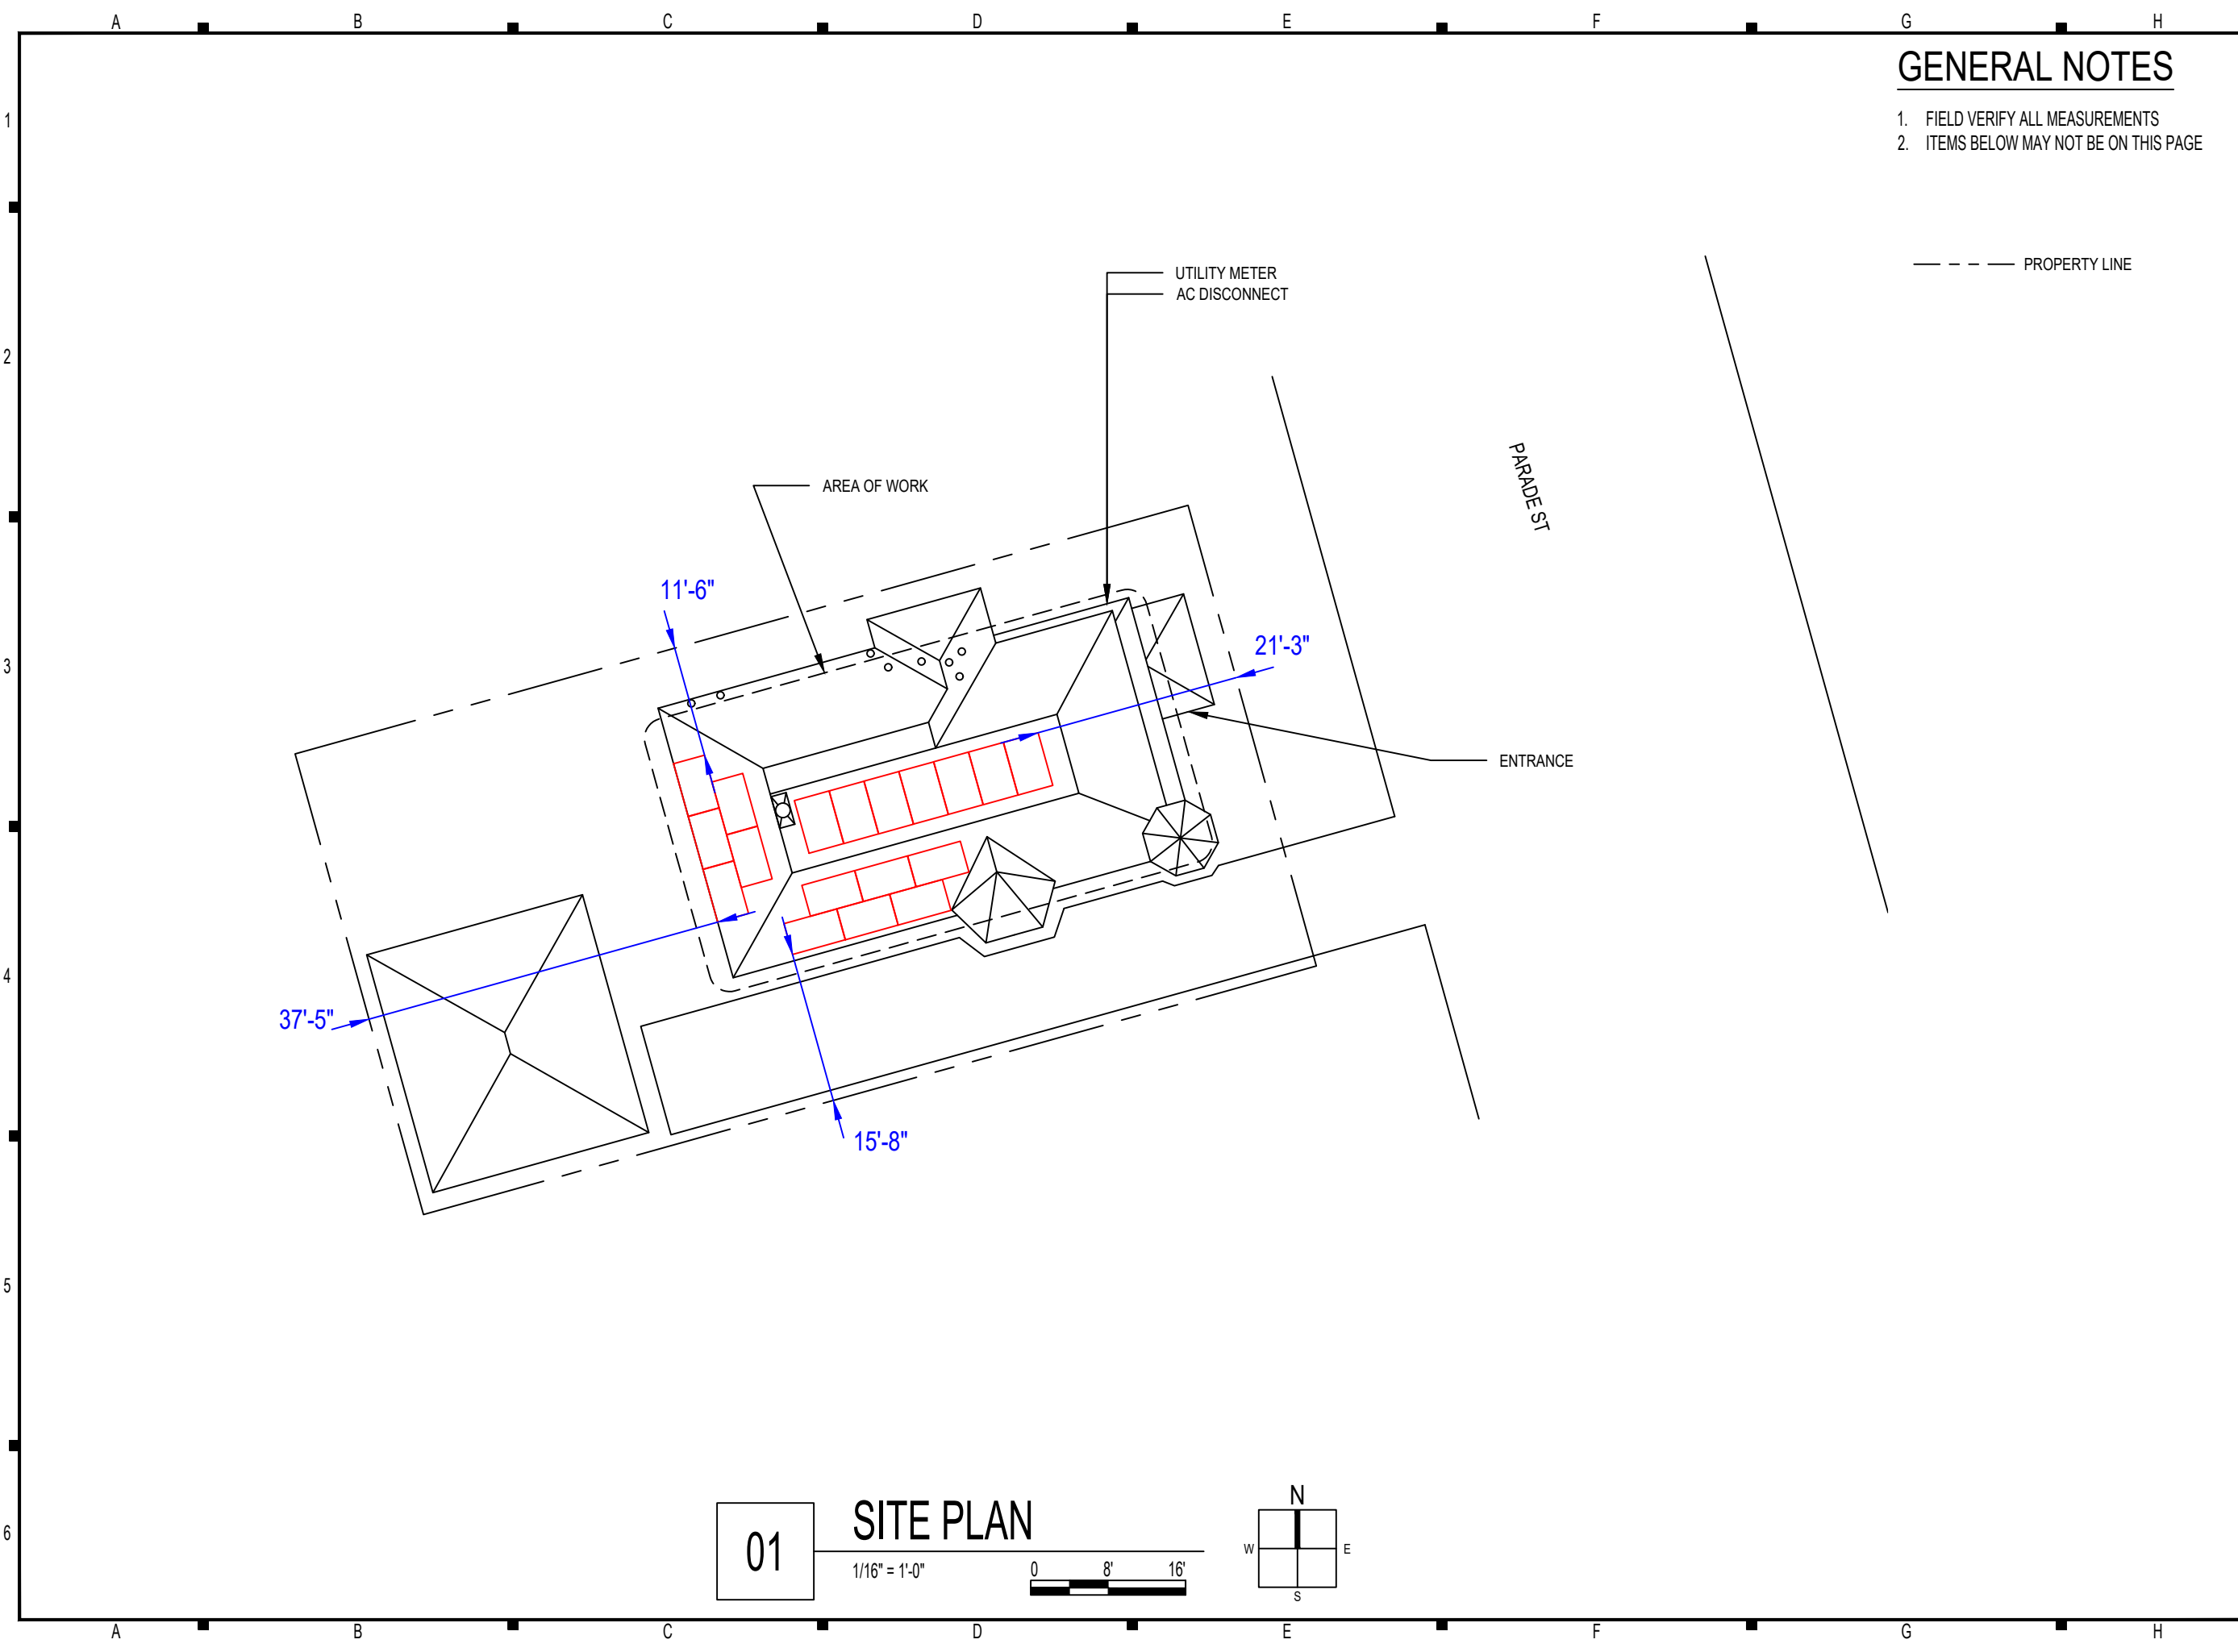 A B C D E F G H
GENERAL NOTES
1. FIELD VERIFY ALL MEASUREMENTS
2. ITEMS BELOW MAY NOT BE ON THIS PAGE
PROPERTY LINE
1
2
3
4
5
6
UTILITY METER
AC DISCONNECT
PARADE ST
AREA OF WORK
11'-6"
21'-3"
ENTRANCE
37'-5"
15'-8"
01
SITE PLAN
1/16" = 1'-0"
0 8' 16'
N
W E
S
A B C D E F G H